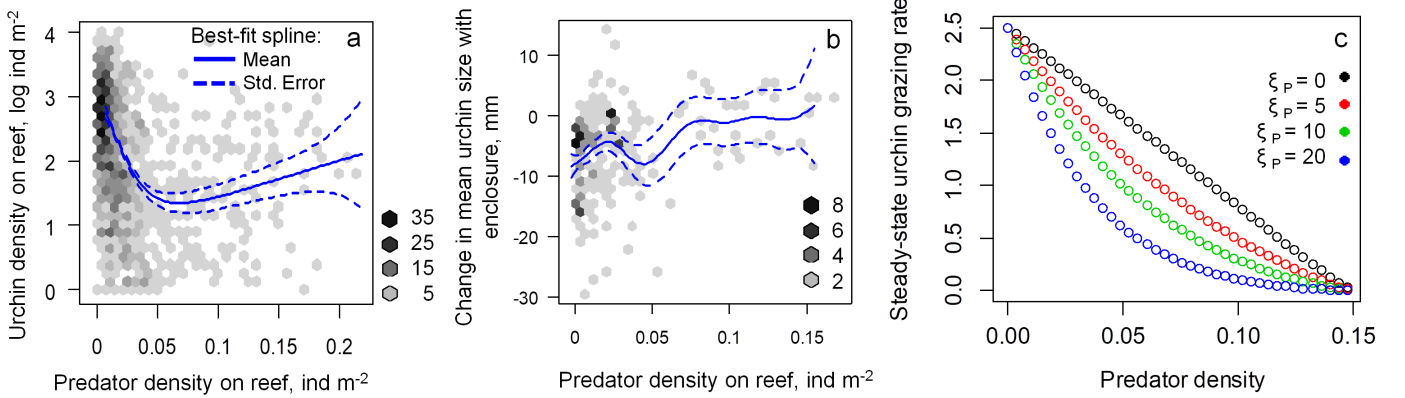 Urchin density on reef, log ind m-2
4
3
2
1
0
Best-fit spline:
Mean
Std. Error
a
35
25
15
5
0
0.05
0.1
0.15
0.2
Predator density on reef, ind m-2
Change in mean urchin size with
enclosure, mm
10
0
-10
-20
-30
b
8
6
4
2
0
0.05
0.1
0.15
Predator density on reef, ind m-2
Steady-state urchin grazing rate
2.5
2.0
1.5
1.0
0.5
0.0
c
ξ P = 0
ξ P = 5
ξ P = 10
ξ P = 20
0.00
0.05
0.10
0.15
Predator density